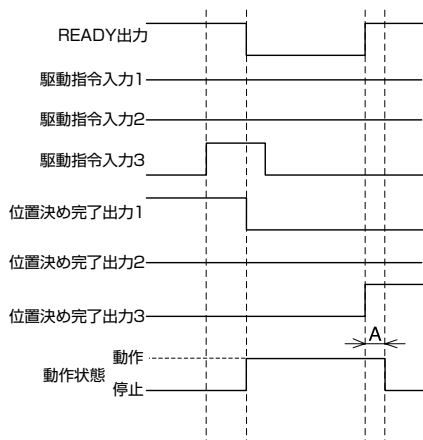 READY出力
駆動指令入力1
駆動指令入力2
駆動指令入力3
位置決め完了出力1
位置決め完了出力2
位置決め完了出力3
A
動作
動作状態
停止